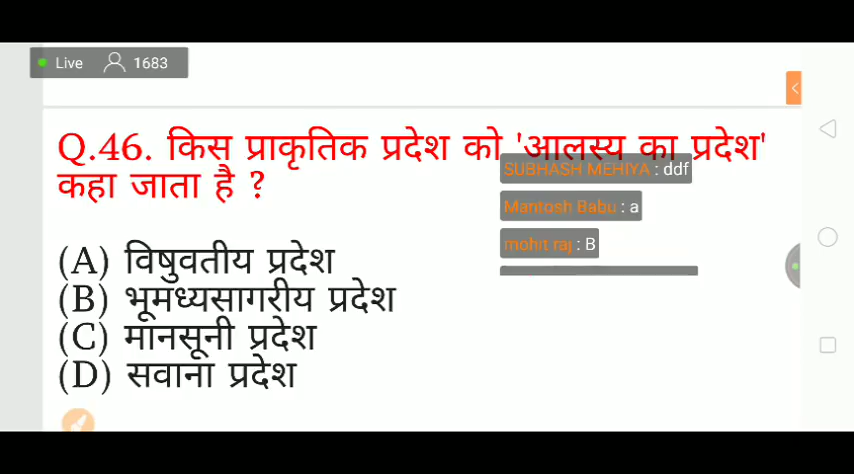 Live 1683
Q.46. किस प्राकृतिक प्रदेश को 'आलस्य का प्रदेश'
कहा जाता है ?
SUBHASH MEHIYA : ddf
Mantosh Babu : a
mohit raj : B
(A) विषुवतीय प्रदेश
(B) भूमध्यसागरीय प्रदेश
(C) मानसूनी प्रदेश
(D) सवाना प्रदेश